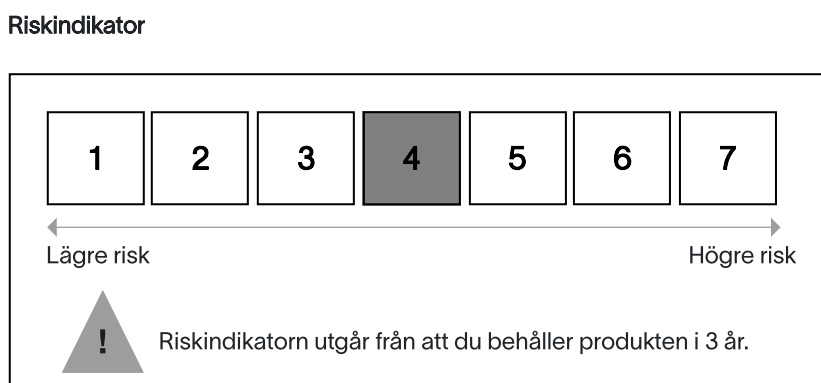 Riskindikator
1 2 3 4 5 6 7
Lägre risk Högre risk
! Riskindikatorn utgår från att du behåller produkten i 3 år.